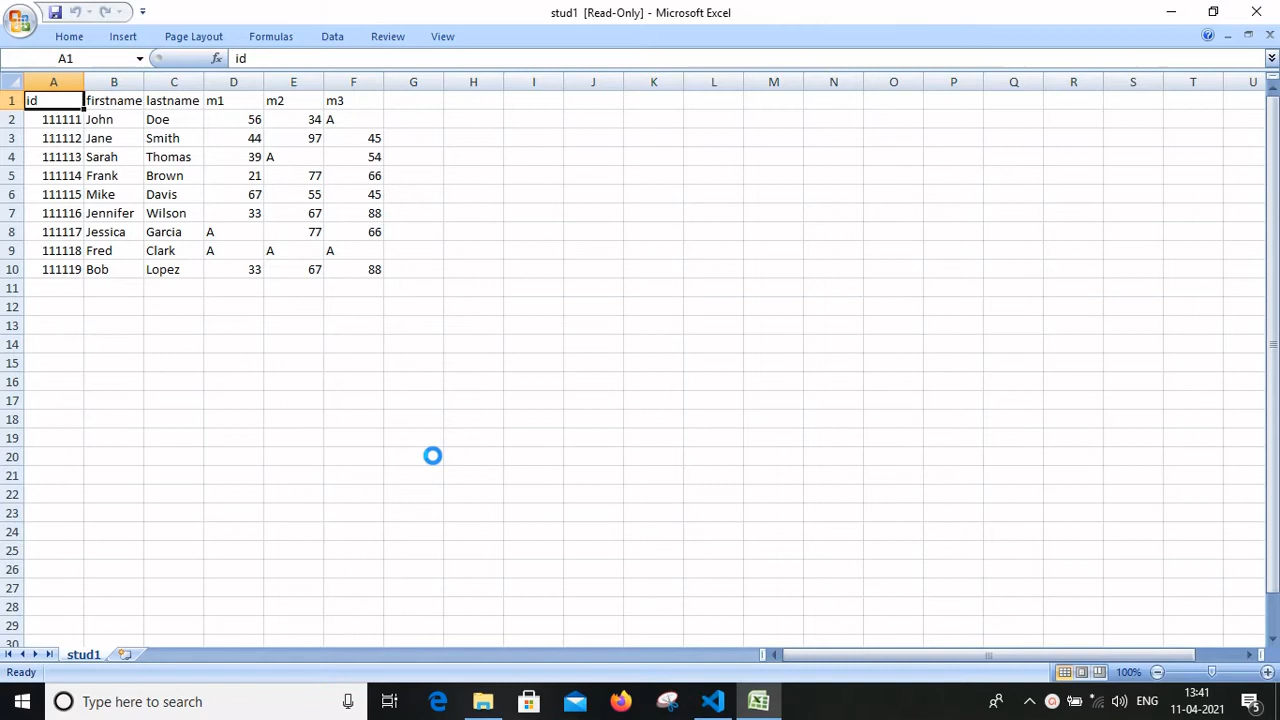 stud1 [Read-Only] - Microsoft Excel
Home Insert Page Layout Formulas Data Review View
A1 fx id
A B C D E F G H I J K L M N O P Q R S T U
1 id firstname lastname m1 m2 m3
2 111111 John Doe 56 34 A
3 111112 Jane Smith 44 97 45
4 111113 Sarah Thomas 39 A 54
5 111114 Frank Brown 21 77 66
6 111115 Mike Davis 67 55 45
7 111116 Jennifer Wilson 33 67 88
8 111117 Jessica Garcia A 77 66
9 111118 Fred Clark A A A
10 111119 Bob Lopez 33 67 88
11
12
13
14
15
16
17
18
19
20
21
22
23
24
25
26
27
28
29
30
stud1
Ready 100%
Type here to search ENG 13:41
11-04-2021 5